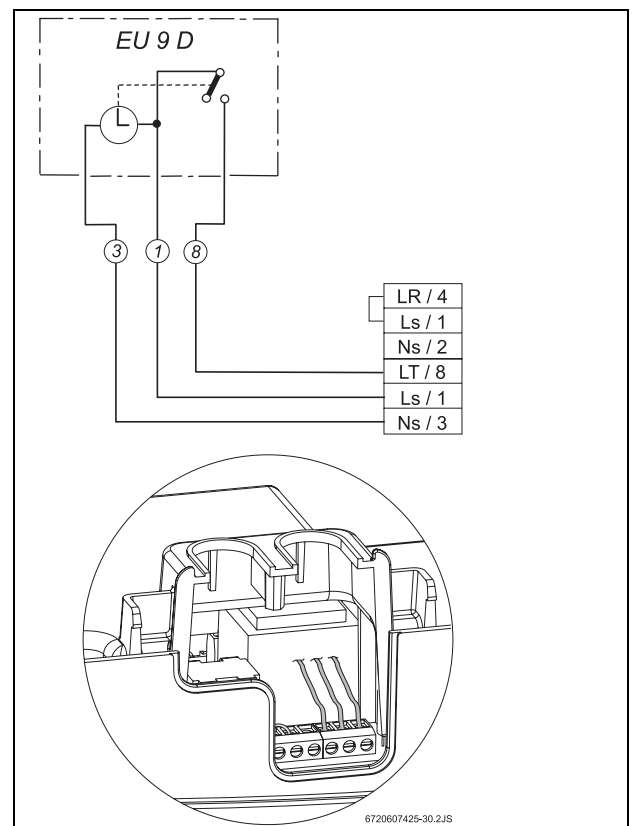 EU 9 D
3 1 8
LR / 4
Ls / 1
Ns / 2
LT / 8
Ls / 1
Ns / 3
6720607425-30.2JS